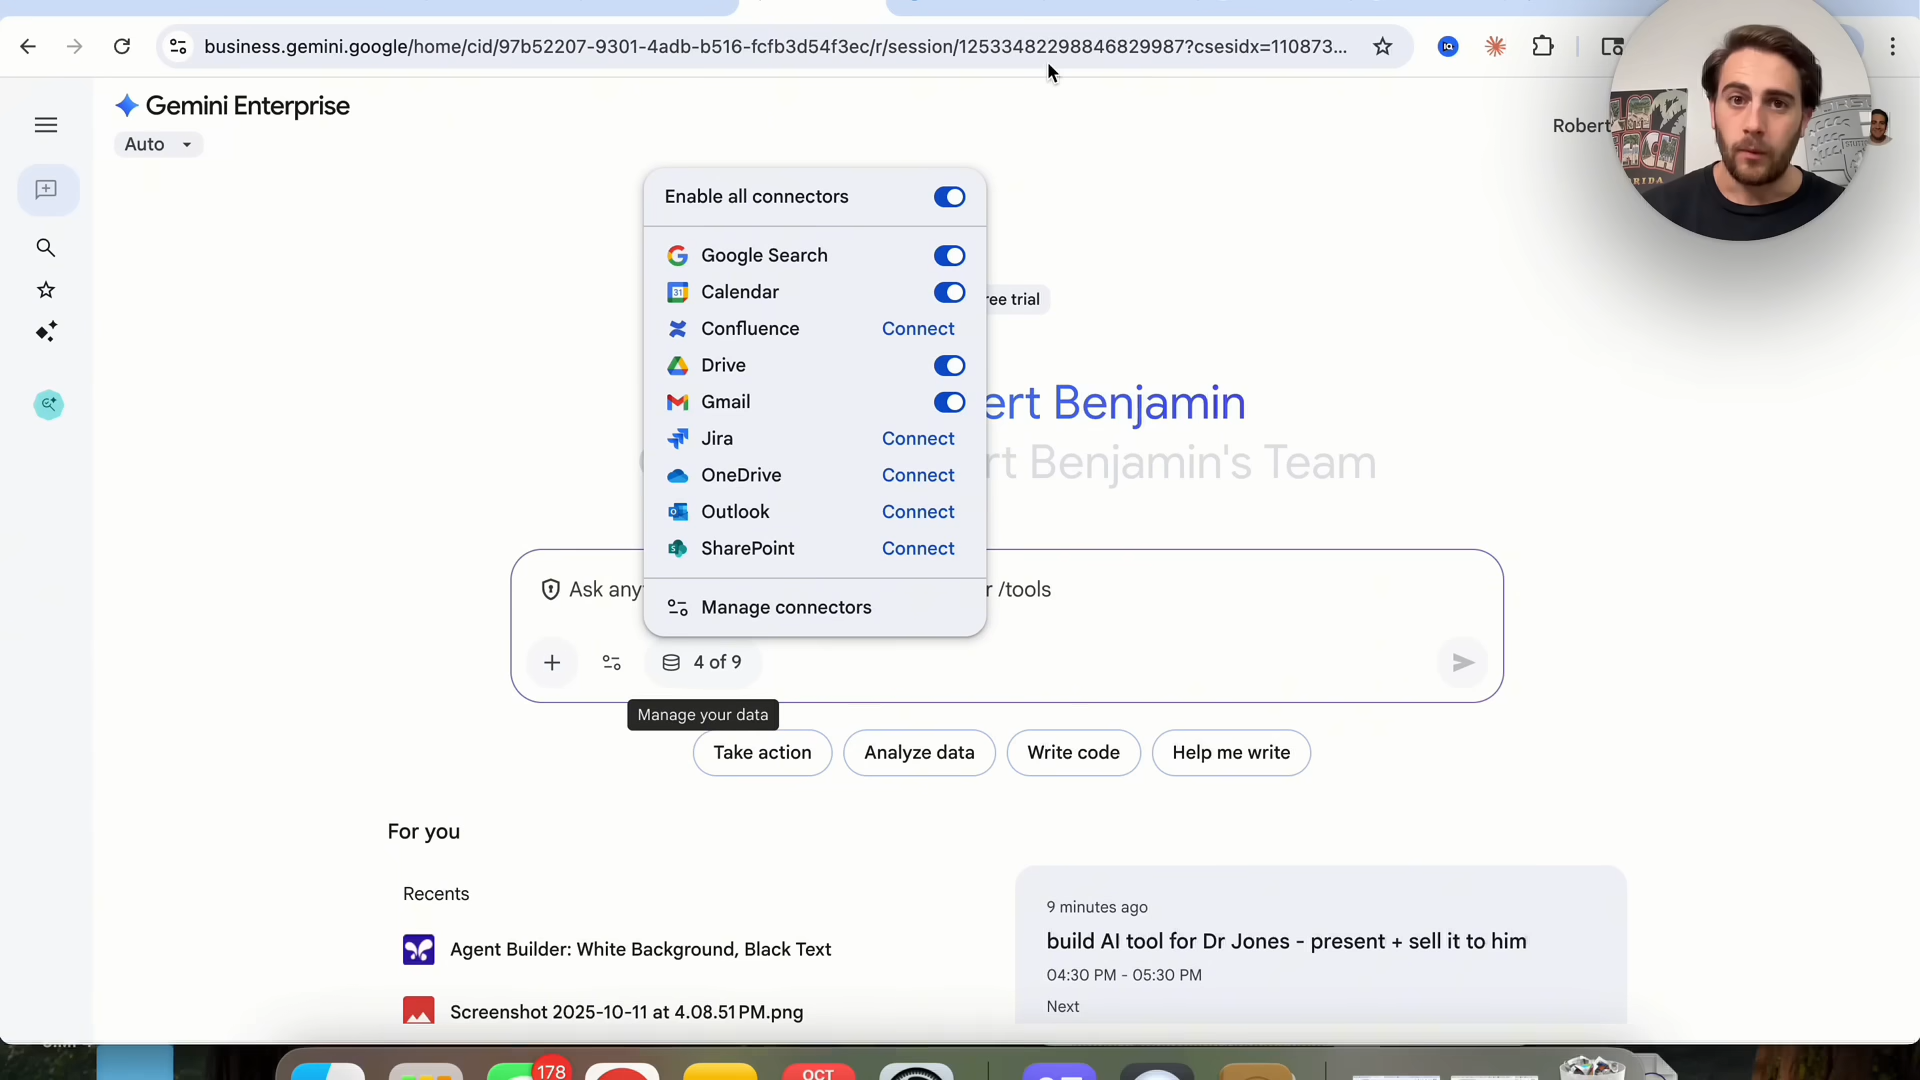 business.gemini.google/home/cid/97b52207-9301-4adb-b516-fcfb3d54f3ec/r/session/12533482298846829987?csesidx=110873...
Gemini Enterprise
Auto
Robert
Enable all connectors
Google Search
Calendar
Confluence Connect
Drive
Gmail
Jira Connect
OneDrive Connect
Outlook Connect
SharePoint Connect
Manage connectors
ree trial
ert Benjamin
rt Benjamin's Team
Ask any
r /tools
4 of 9
Manage your data
Take action
Analyze data
Write code
Help me write
For you
Recents
Agent Builder: White Background, Black Text
Screenshot 2025-10-11 at 4.08.51 PM.png
9 minutes ago
build AI tool for Dr Jones - present + sell it to him
04:30 PM - 05:30 PM
Next
178
OCT